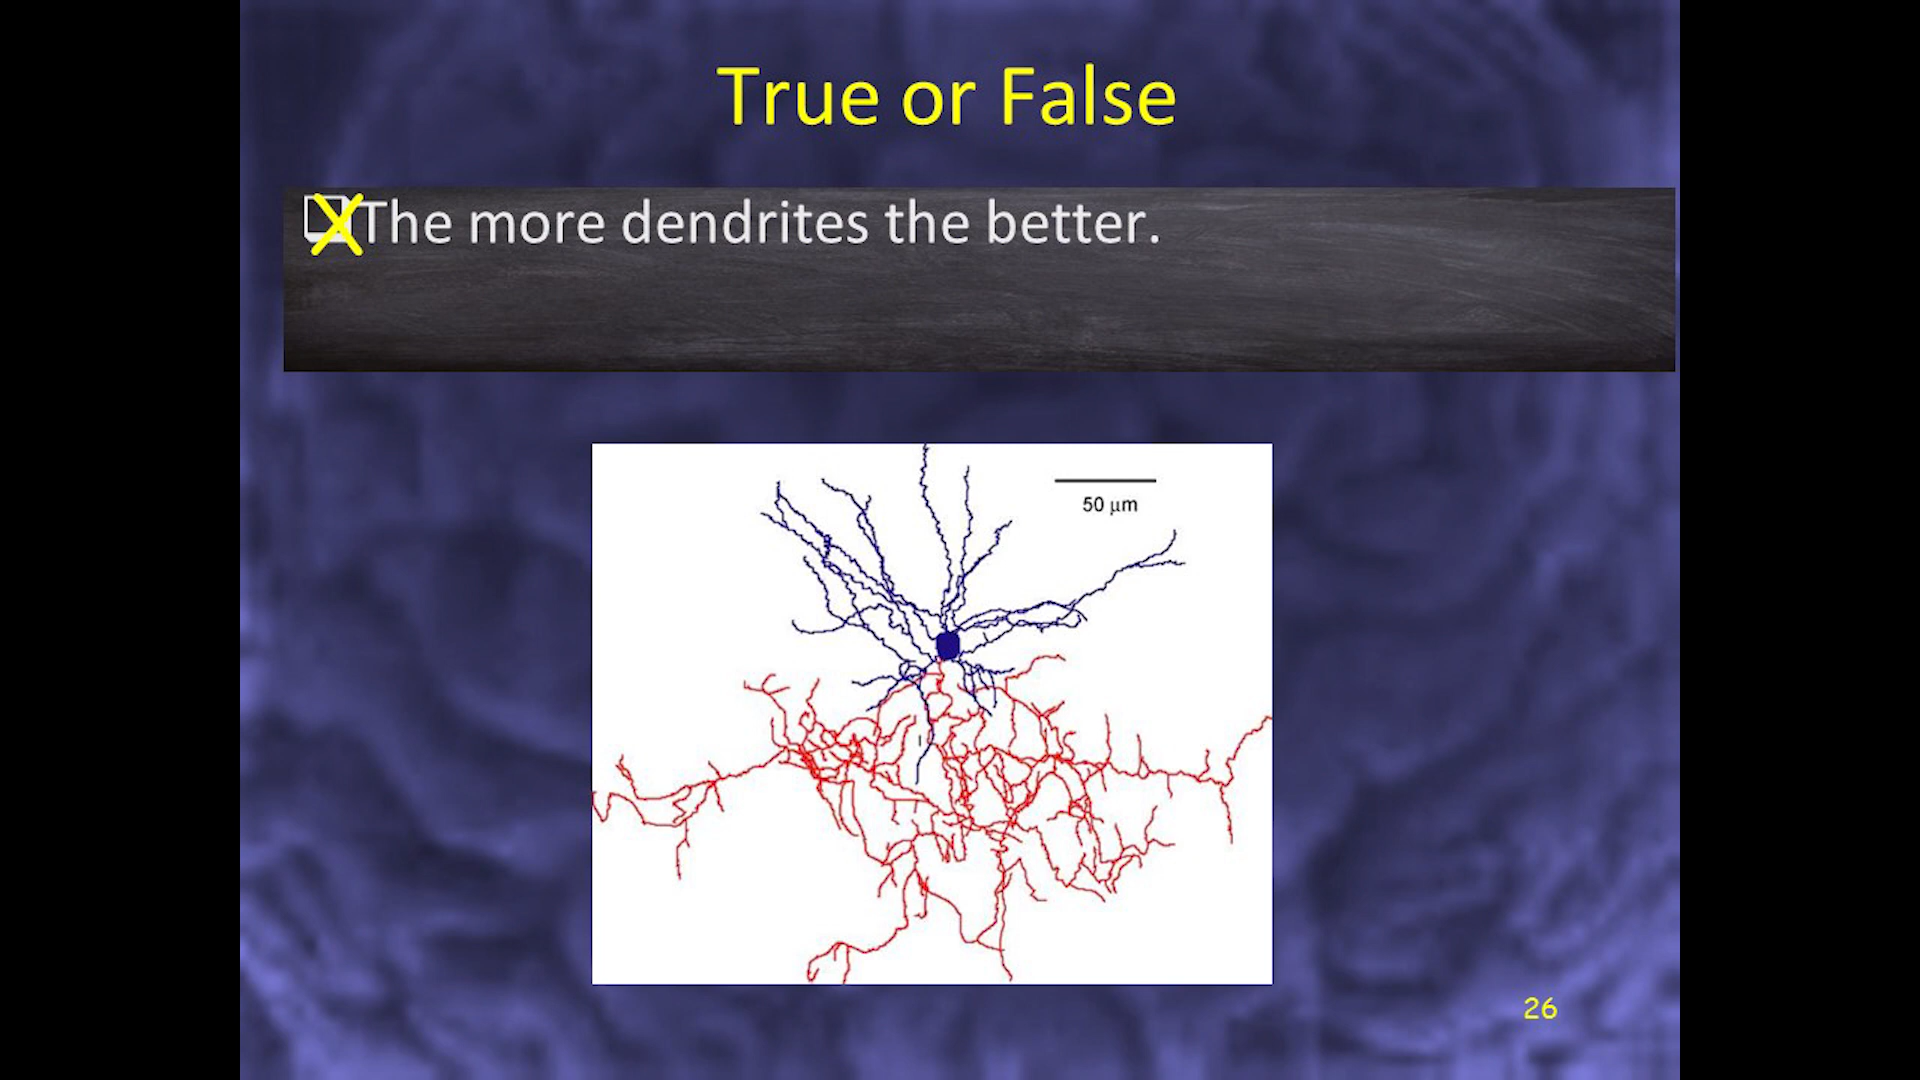 True or False
X The more dendrites the better.
50 μm
26